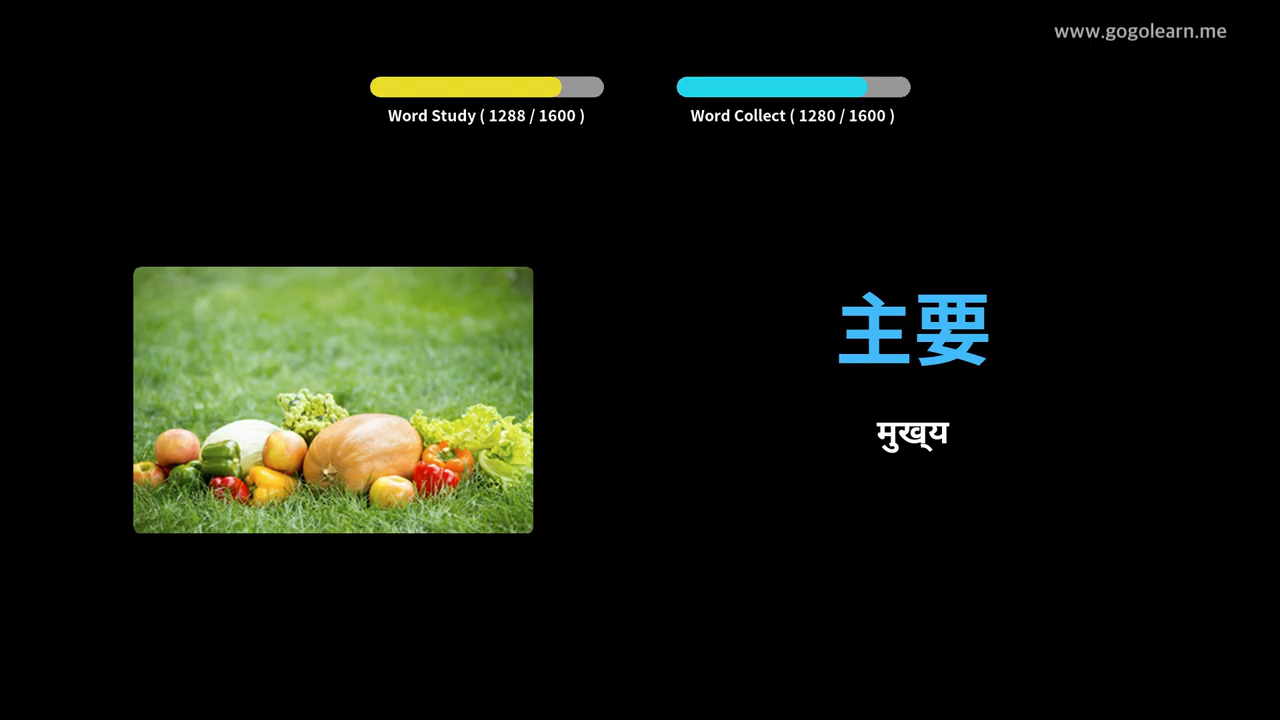 www.gogolearn.me
Word Study ( 1288 / 1600 )
Word Collect ( 1280 / 1600 )
主要
मुख्य